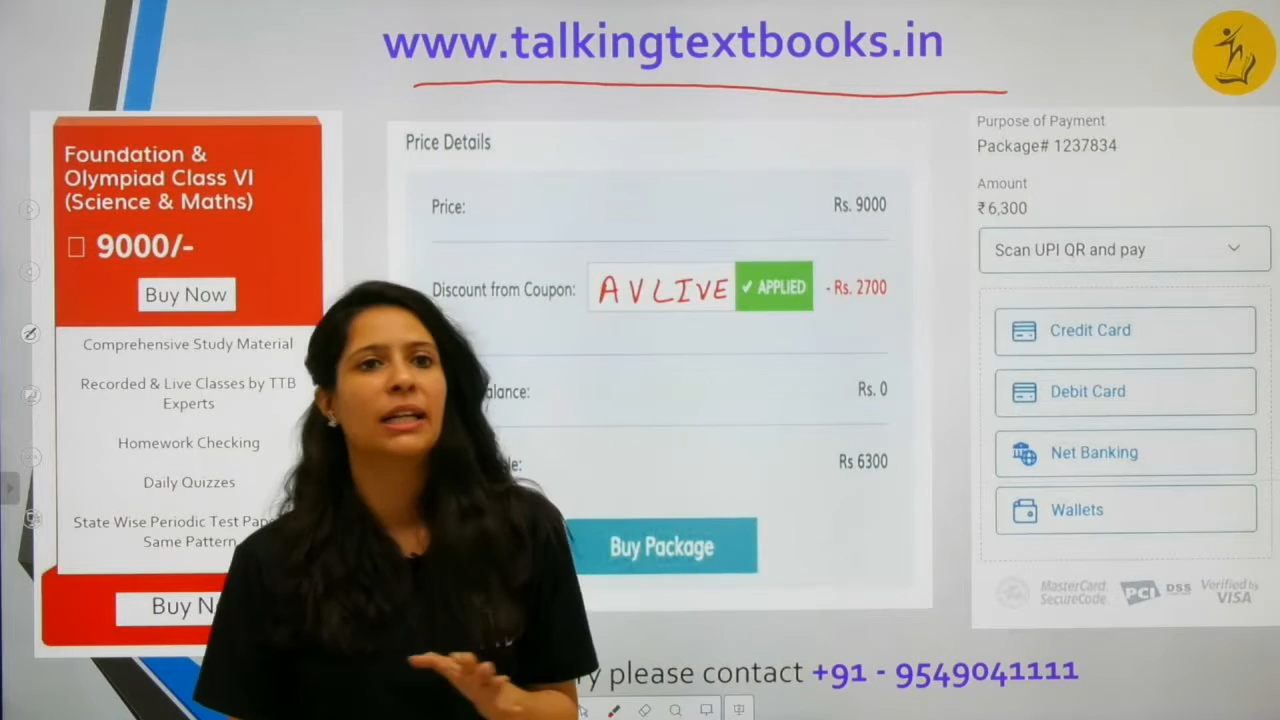 www.talkingtextbooks.in
Foundation &
Olympiad Class VI
(Science & Maths)
9000/-
Buy Now
Comprehensive Study Material
Recorded & Live Classes by TTB
Experts
Homework Checking
Daily Quizzes
State Wise Periodic Test
Same Pattern
Buy
Price Details
Price: Rs. 9000
Discount from Coupon: AVLIVE ✓ APPLIED - Rs. 2700
Rs. 0
Rs 6300
Buy Package
Purpose of Payment
Package# 1237834
Amount
₹6,300
Scan UPI QR and pay
Credit Card
Debit Card
Net Banking
Wallets
MasterCard.
SecureCode.
PCI DSS
Verified by
VISA
please contact +91 - 9549041111